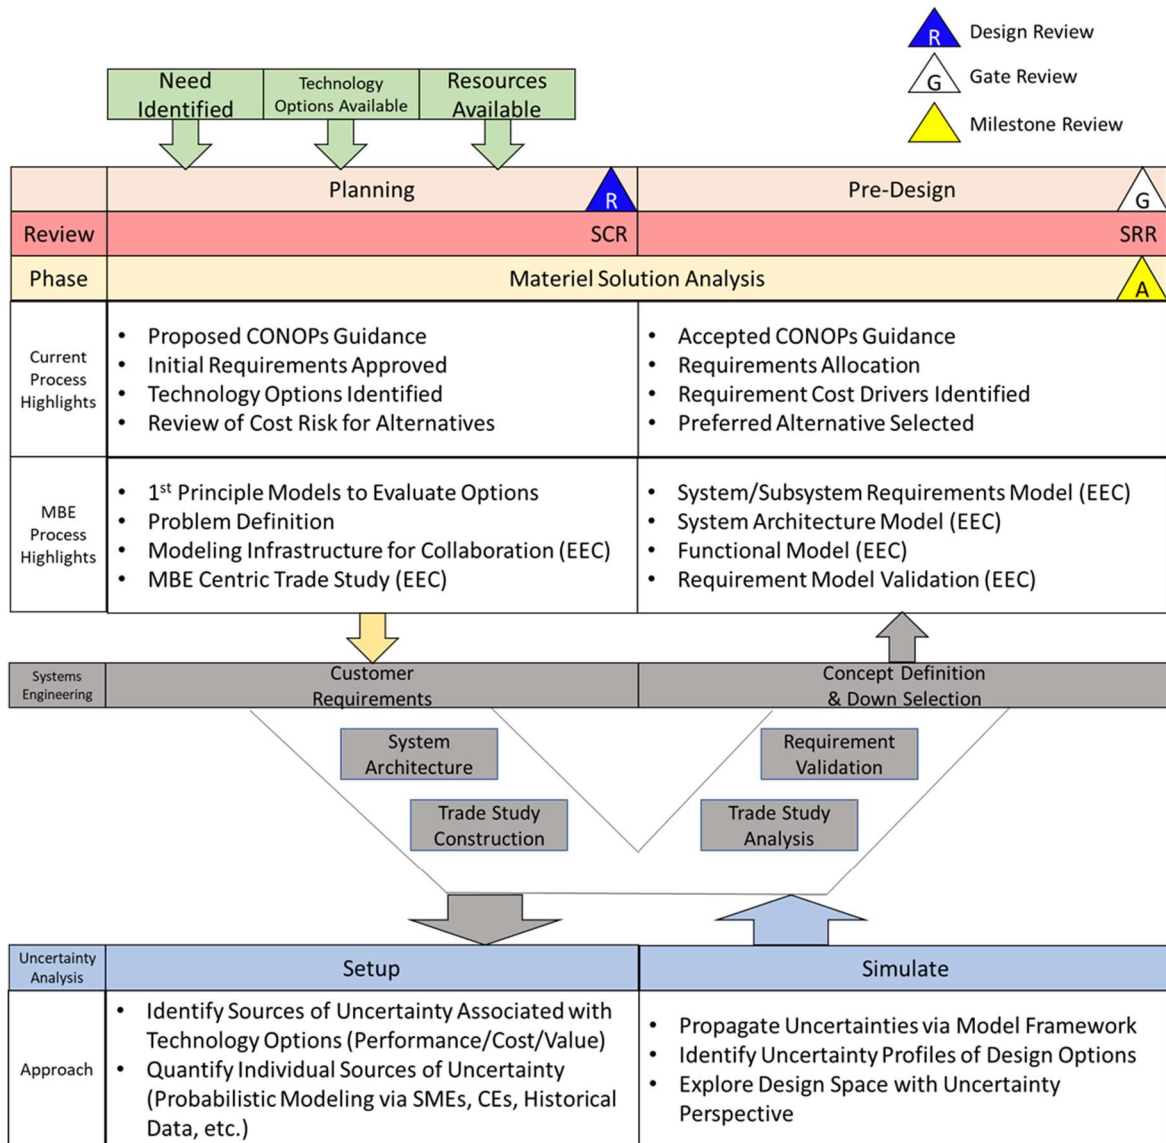 R Design Review
G Gate Review
Milestone Review
Need
Identified
Technology
Options Available
Resources
Available
Planning
R
Pre-Design
G
Review
SCR
SRR
Phase
Materiel Solution Analysis
A
Current
Process
Highlights
• Proposed CONOPs Guidance
• Initial Requirements Approved
• Technology Options Identified
• Review of Cost Risk for Alternatives
• Accepted CONOPs Guidance
• Requirements Allocation
• Requirement Cost Drivers Identified
• Preferred Alternative Selected
MBE
Process
Highlights
• 1st Principle Models to Evaluate Options
• Problem Definition
• Modeling Infrastructure for Collaboration (EEC)
• MBE Centric Trade Study (EEC)
• System/Subsystem Requirements Model (EEC)
• System Architecture Model (EEC)
• Functional Model (EEC)
• Requirement Model Validation (EEC)
Systems
Engineering
Customer
Requirements
Concept Definition
& Down Selection
System
Architecture
Requirement
Validation
Trade Study
Construction
Trade Study
Analysis
Uncertainty
Analysis
Setup
Simulate
Approach
• Identify Sources of Uncertainty Associated with
Technology Options (Performance/Cost/Value)
• Quantify Individual Sources of Uncertainty
(Probabilistic Modeling via SMEs, CEs, Historical
Data, etc.)
• Propagate Uncertainties via Model Framework
• Identify Uncertainty Profiles of Design Options
• Explore Design Space with Uncertainty
Perspective